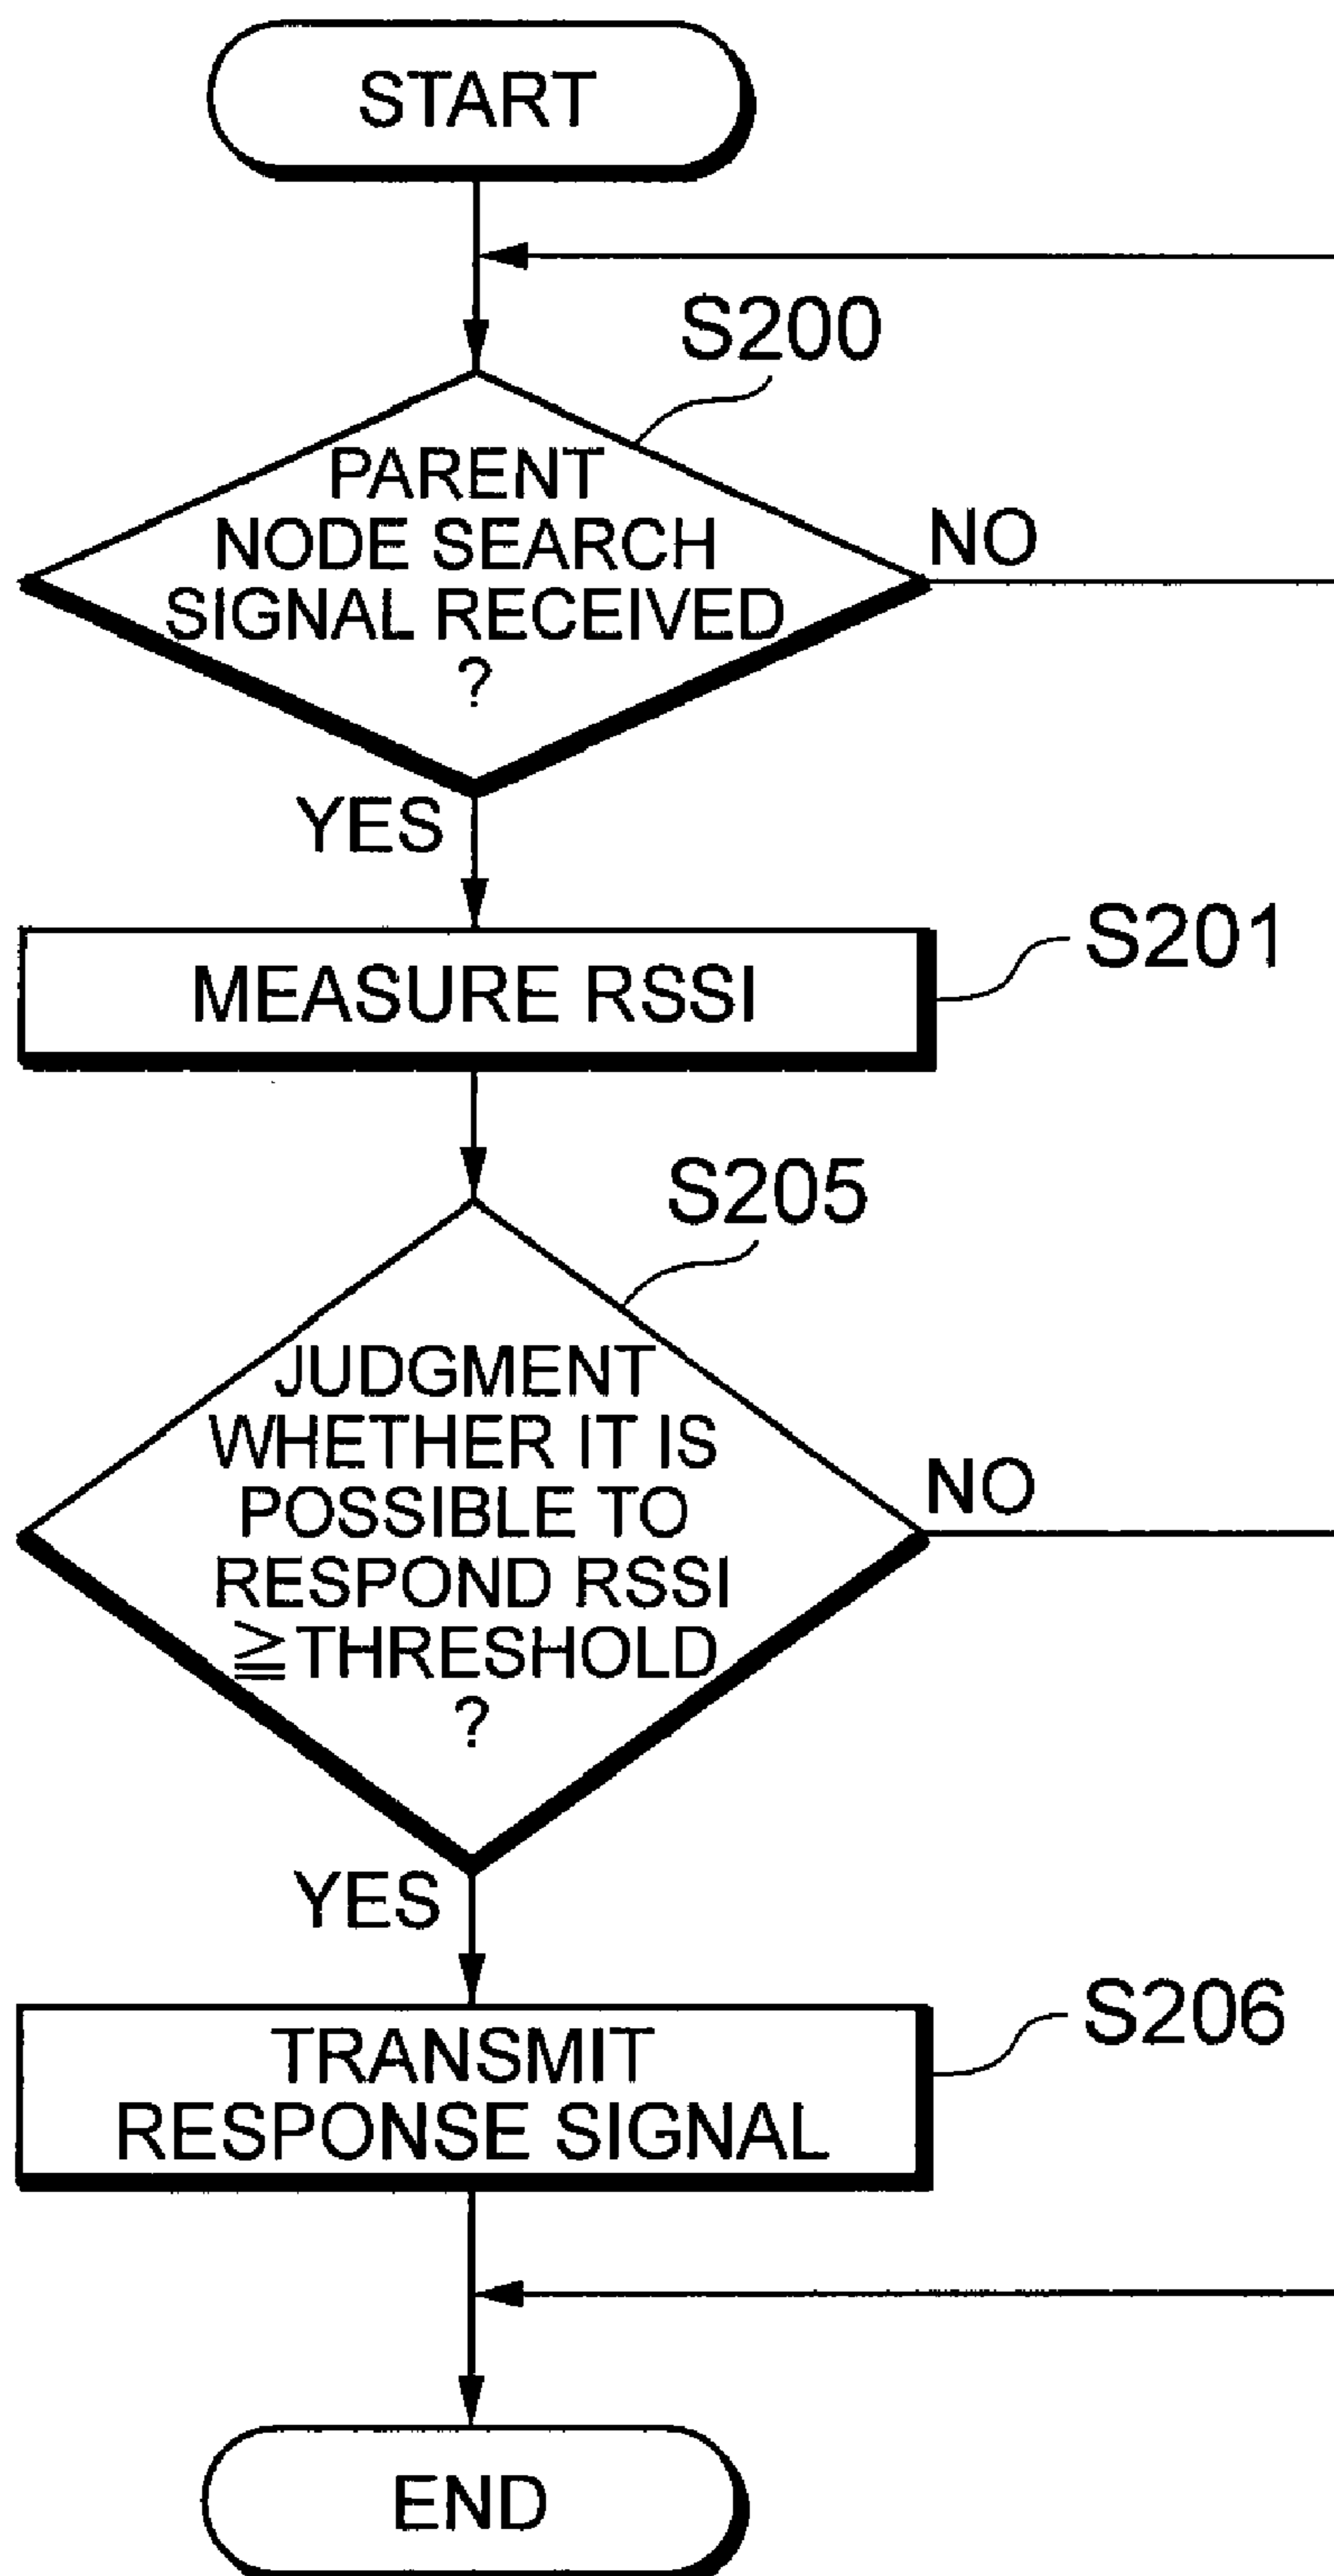 START
S200
PARENT
NODE SEARCH
SIGNAL RECEIVED
?
NO
YES
MEASURE RSSI
S201
S205
JUDGMENT
WHETHER IT IS
POSSIBLE TO
RESPOND RSSI
≧THRESHOLD
?
NO
YES
TRANSMIT
RESPONSE SIGNAL
S206
END